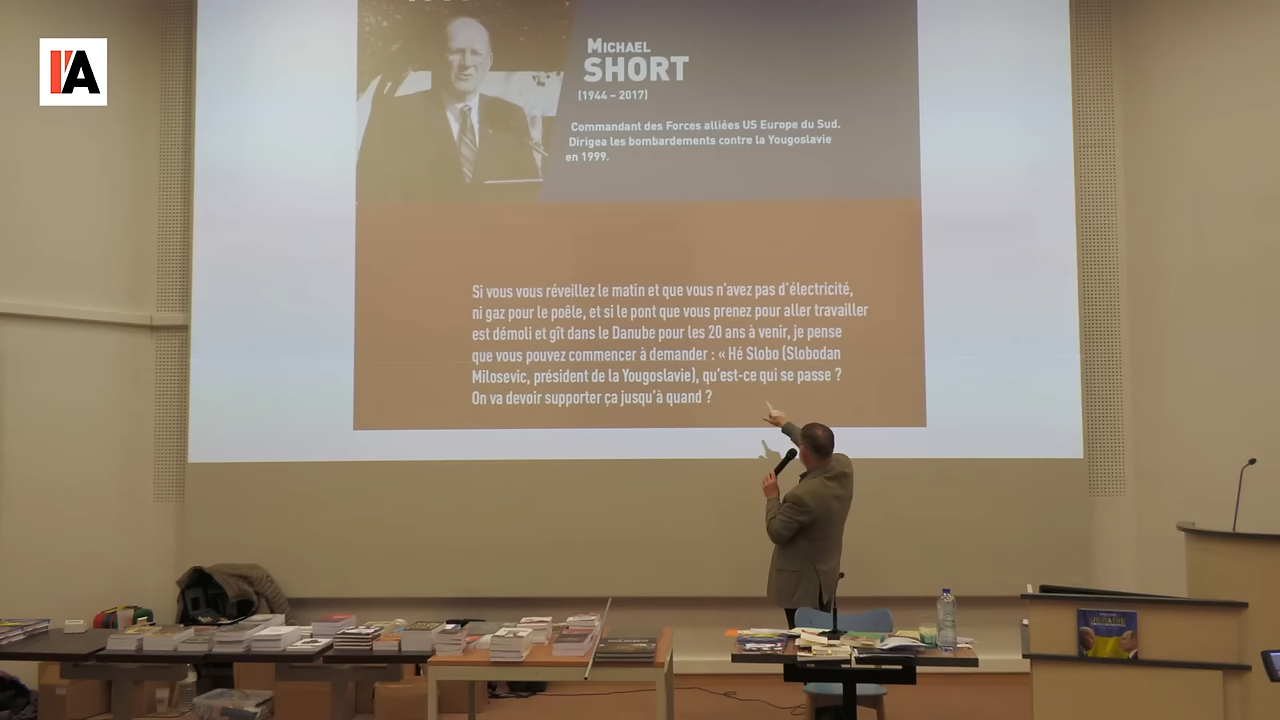 I'A
MICHAEL
SHORT
(1944 – 2017)
Commandant des Forces alliées US Europe du Sud.
Dirigea les bombardements contre la Yougoslavie
en 1999.
Si vous vous réveillez le matin et que vous n'avez pas d'électricité,
ni gaz pour le poêle, et si le pont que vous prenez pour aller travailler
est démoli et gît dans le Danube pour les 20 ans à venir, je pense
que vous pouvez commencer à demander : « Hé Slobo (Slobodan
Milosevic, président de la Yougoslavie), qu'est-ce qui se passe ?
On va devoir supporter ça jusqu'à quand ?